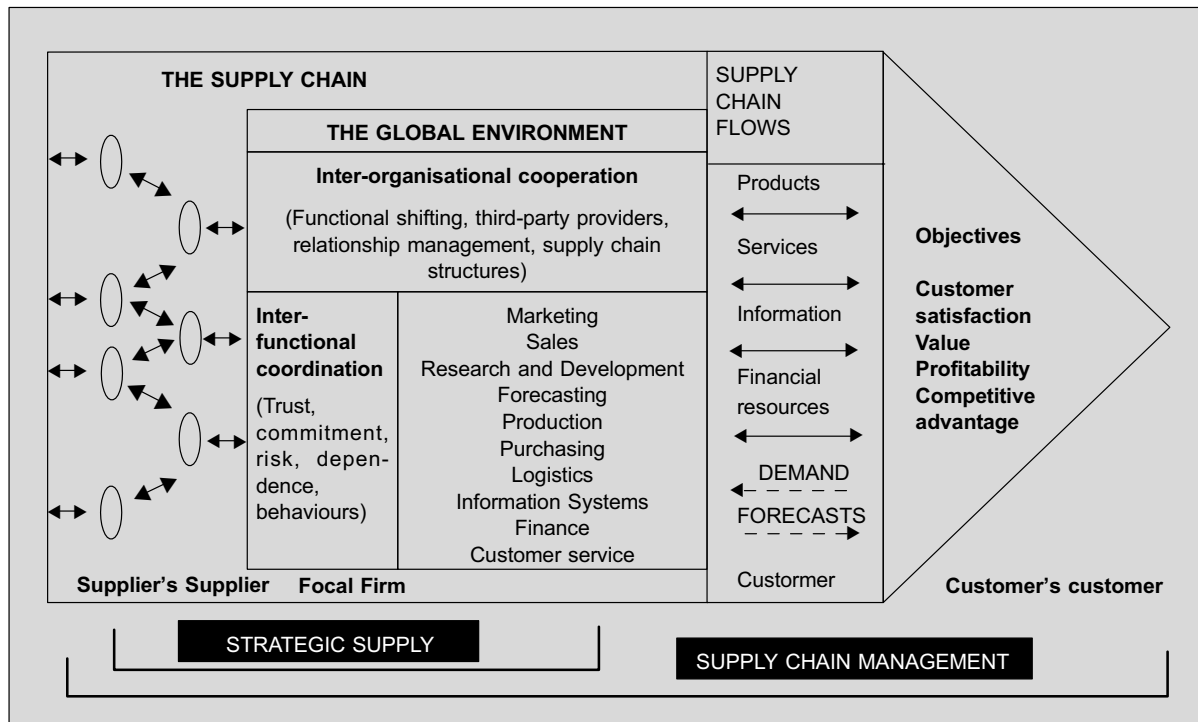 THE SUPPLY CHAIN
THE GLOBAL ENVIRONMENT
Inter-organisational cooperation
(Functional shifting, third-party providers,
relationship management, supply chain
structures)
Inter-
functional
coordination
(Trust,
commitment,
risk, depen-
dence,
behaviours)
Marketing
Sales
Research and Development
Forecasting
Production
Purchasing
Logistics
Information Systems
Finance
Customer service
SUPPLY
CHAIN
FLOWS
Products
Services
Information
Financial
resources
DEMAND
FORECASTS
Custormer
Objectives
Customer
satisfaction
Value
Profitability
Competitive
advantage
Supplier’s Supplier
Focal Firm
Customer’s customer
STRATEGIC SUPPLY
SUPPLY CHAIN MANAGEMENT